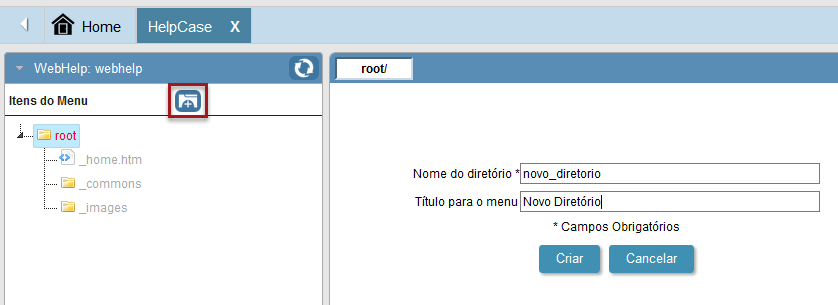 Home
HelpCase X
WebHelp: webhelp
Itens do Menu
root
_home.htm
_commons
_images
root/
Nome do diretório * novo_diretorio
Título para o menu Novo Diretório
* Campos Obrigatórios
Criar Cancelar